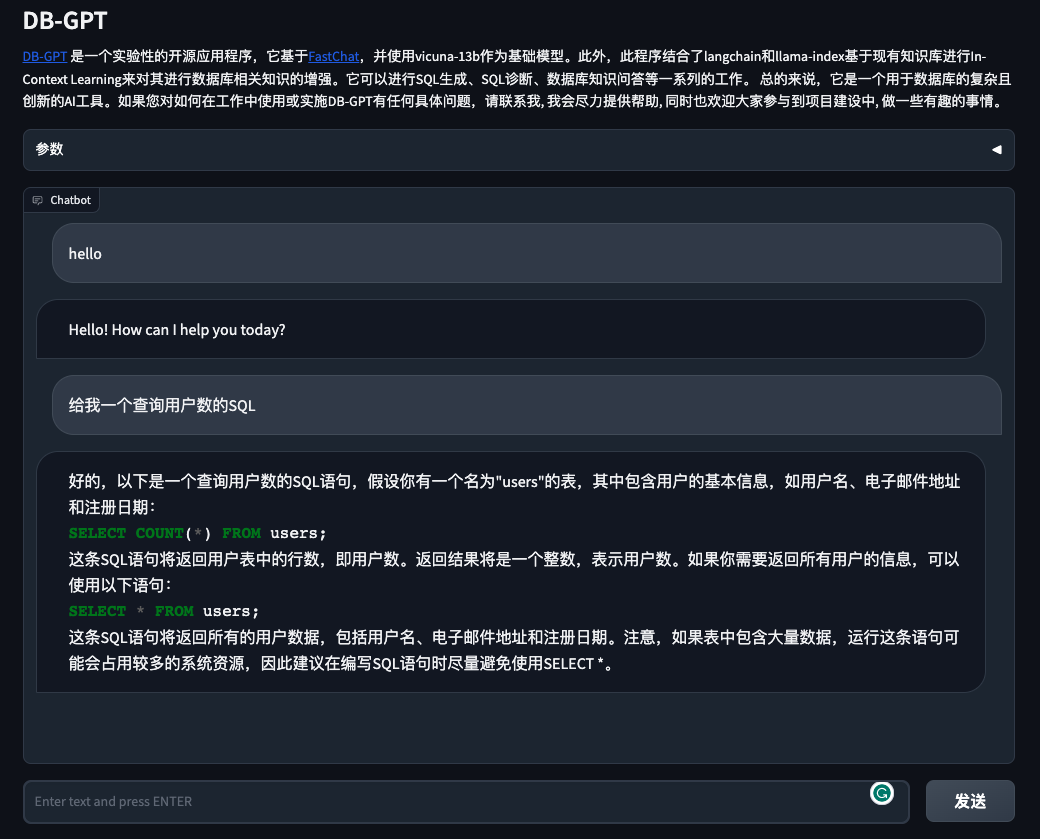 DB-GPT
DB-GPT 是一个实验性的开源应用程序，它基于FastChat，并使用vicuna-13b作为基础模型。此外，此程序结合了langchain和llama-index基于现有知识库进行In-
Context Learning来对其进行数据库相关知识的增强。它可以进行SQL生成、SQL诊断、数据库知识问答等一系列的工作。 总的来说，它是一个用于数据库的复杂且
创新的AI工具。如果您对如何在工作中使用或实施DB-GPT有任何具体问题，请联系我, 我会尽力提供帮助, 同时也欢迎大家参与到项目建设中, 做一些有趣的事情。
参数
Chatbot
hello
Hello! How can I help you today?
给我一个查询用户数的SQL
好的，以下是一个查询用户数的SQL语句，假设你有一个名为"users"的表，其中包含用户的基本信息，如用户名、电子邮件地址
和注册日期：
SELECT COUNT(*) FROM users;
这条SQL语句将返回用户表中的行数，即用户数。返回结果将是一个整数，表示用户数。如果你需要返回所有用户的信息，可以
使用以下语句：
SELECT * FROM users;
这条SQL语句将返回所有的用户数据，包括用户名、电子邮件地址和注册日期。注意，如果表中包含大量数据，运行这条语句可
能会占用较多的系统资源，因此建议在编写SQL语句时尽量避免使用SELECT *。
Enter text and press ENTER
发送